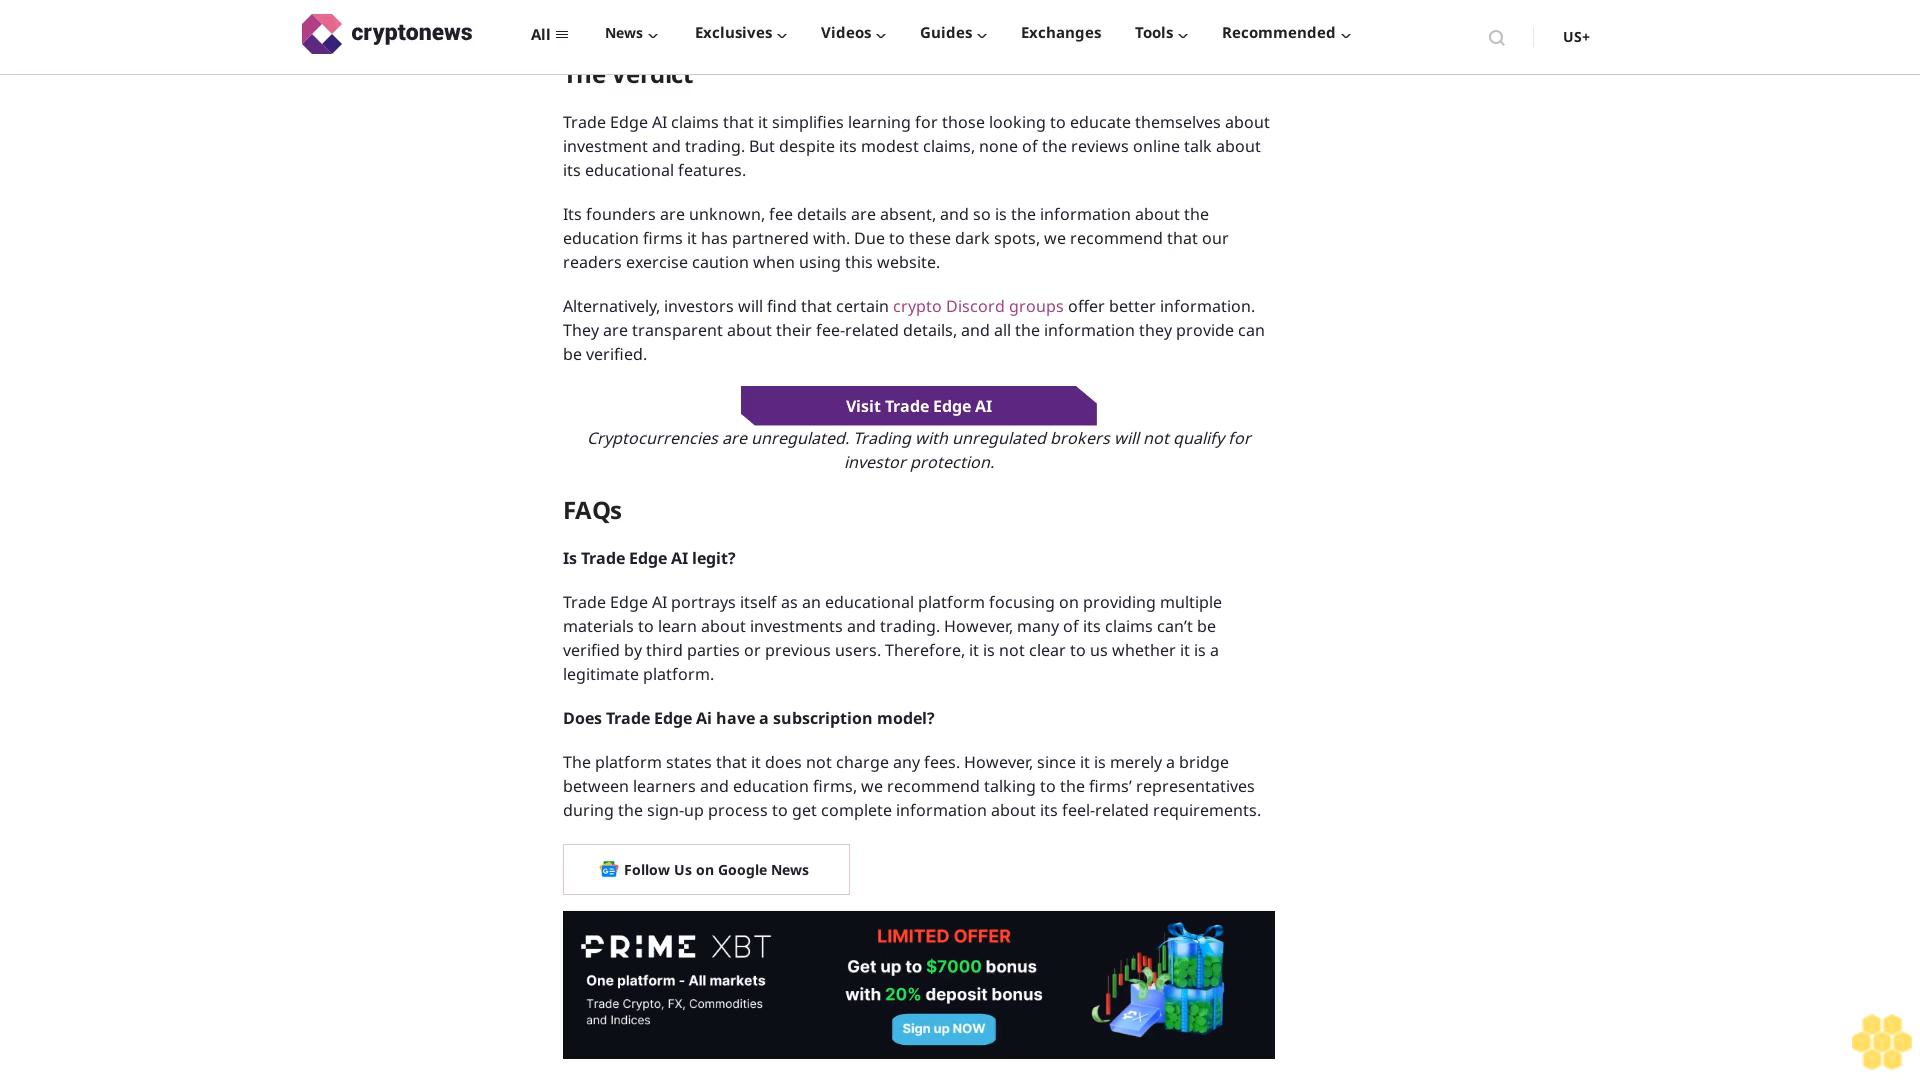 cryptonews
All
News
Exclusives
Videos
Guides
Exchanges
Tools
Recommended
US+
The Verdict
Trade Edge AI claims that it simplifies learning for those looking to educate themselves about
investment and trading. But despite its modest claims, none of the reviews online talk about
its educational features.
Its founders are unknown, fee details are absent, and so is the information about the
education firms it has partnered with. Due to these dark spots, we recommend that our
readers exercise caution when using this website.
Alternatively, investors will find that certain crypto Discord groups offer better information.
They are transparent about their fee-related details, and all the information they provide can
be verified.
Visit Trade Edge AI
Cryptocurrencies are unregulated. Trading with unregulated brokers will not qualify for
investor protection.
FAQs
Is Trade Edge AI legit?
Trade Edge AI portrays itself as an educational platform focusing on providing multiple
materials to learn about investments and trading. However, many of its claims can’t be
verified by third parties or previous users. Therefore, it is not clear to us whether it is a
legitimate platform.
Does Trade Edge Ai have a subscription model?
The platform states that it does not charge any fees. However, since it is merely a bridge
between learners and education firms, we recommend talking to the firms’ representatives
during the sign-up process to get complete information about its feel-related requirements.
Follow Us on Google News
PRIME XBT
One platform - All markets
Trade Crypto, FX, Commodities
and Indices
LIMITED OFFER
Get up to $7000 bonus
with 20% deposit bonus
Sign up NOW